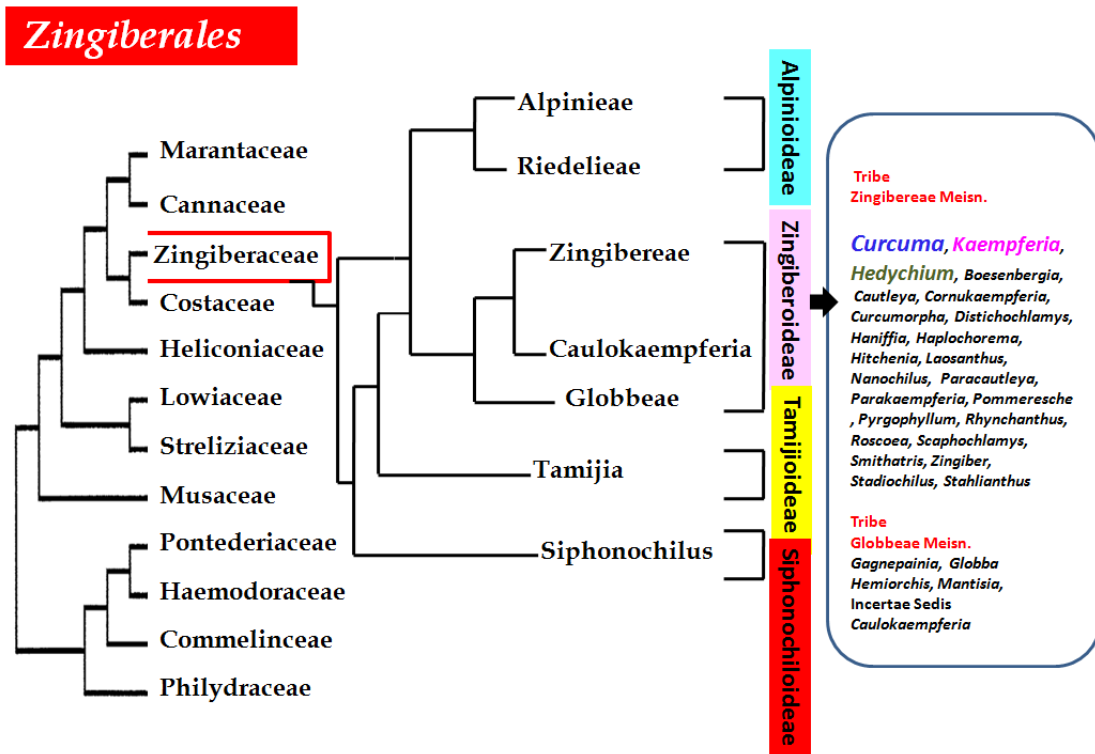 Zingiberales
Marantaceae
Cannaceae
Zingiberaceae
Costaceae
Heliconiaceae
Lowiaceae
Streliziaceae
Musaceae
Pontederiaceae
Haemodoraceae
Commelinceae
Philydraceae
Alpinieae
Riedelieae
Zingibereae
Caulokaempferia
Globbeae
Tamijia
Siphonochilus
Alpinioideae
Zingiberoideae
Tamijioideae
Siphonochiloideae
Tribe
Zingibereae Meisn.
Curcuma, Kaempferia,
Hedychium, Boesenbergia,
Cautleya, Cornukaempferia,
Curcumorpha, Distichochlamys,
Haniffia, Haplochorema,
Hitchenia, Laosanthus,
Nanochilus, Paracautleya,
Parakaempferia, Pommeresche
, Pyrgophyllum, Rhynchanthus,
Roscoea, Scaphochlamys,
Smithatris, Zingiber,
Stadiochilus, Stahlianthus
Tribe
Globbeae Meisn.
Gagnepainia, Globba
Hemiorchis, Mantisia,
Incertae Sedis
Caulokaempferia